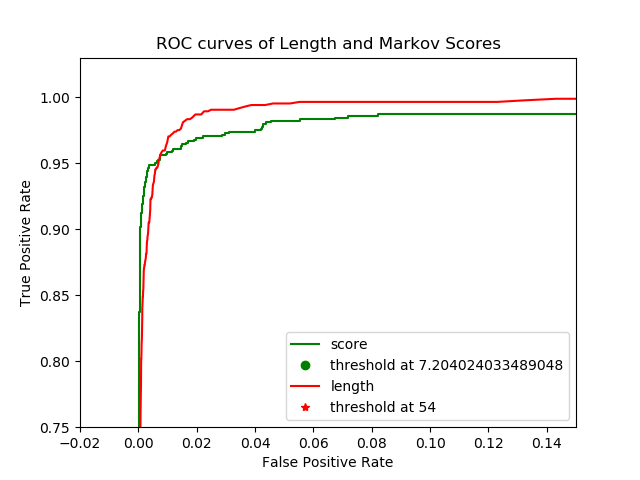 ROC curves of Length and Markov Scores
1.00
0.95
0.90
0.85
0.80
0.75
True Positive Rate
score
threshold at 7.204024033489048
length
threshold at 54
−0.02 0.00 0.02 0.04 0.06 0.08 0.10 0.12 0.14
False Positive Rate